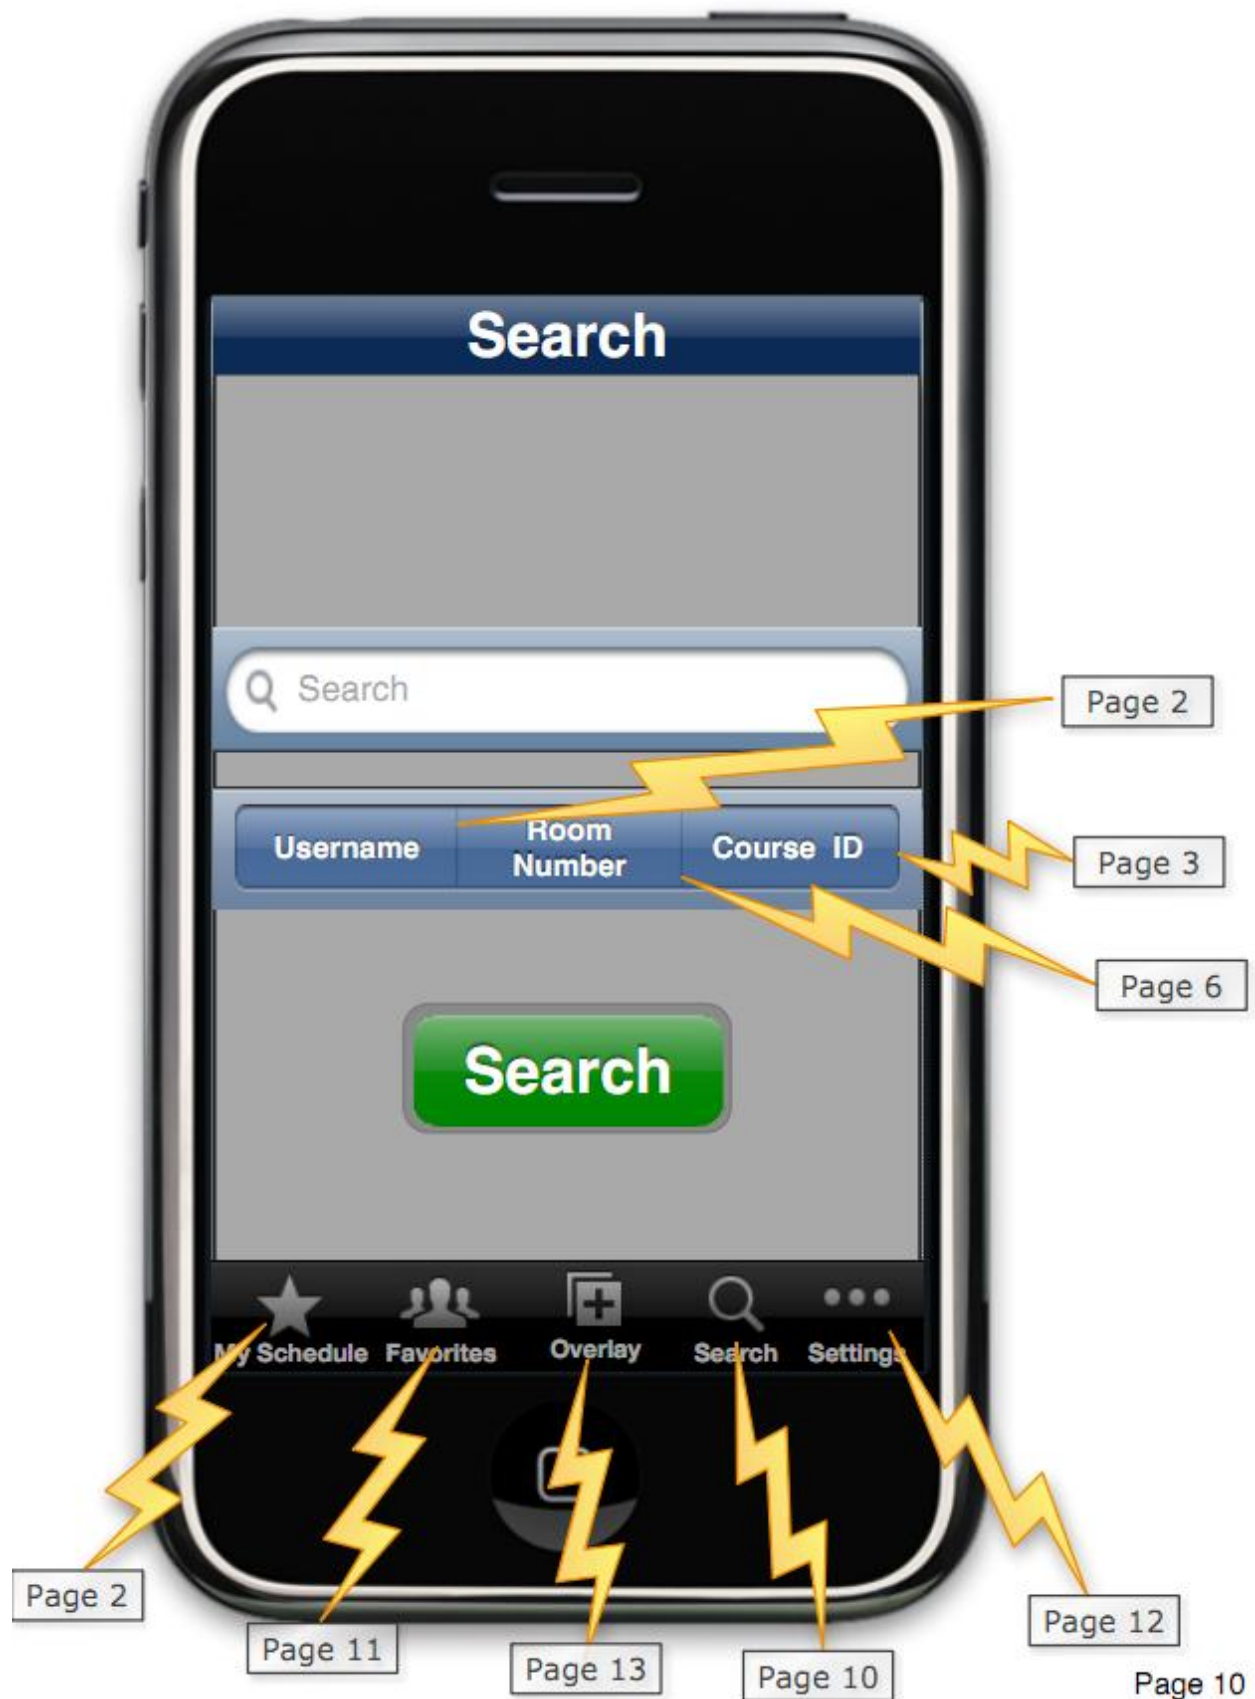 Search
Search
Page 2
Username
Room
Number
Course ID
Page 3
Page 6
Search
My Schedule
Favorites
Overlay
Search
Settings
Page 2
Page 11
Page 13
Page 10
Page 12
Page 10